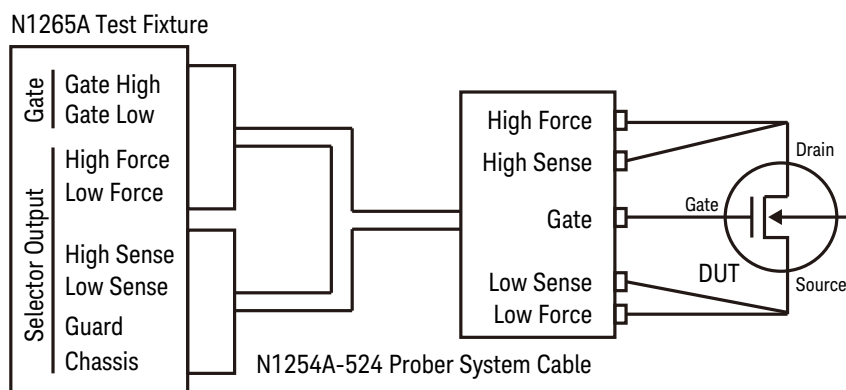 N1265A Test Fixture
Gate
Gate High
Gate Low
Selector Output
High Force
Low Force
High Sense
Low Sense
Guard
Chassis
N1254A-524 Prober System Cable
High Force
High Sense
Gate
Low Sense
Low Force
Drain
Gate
DUT
Source